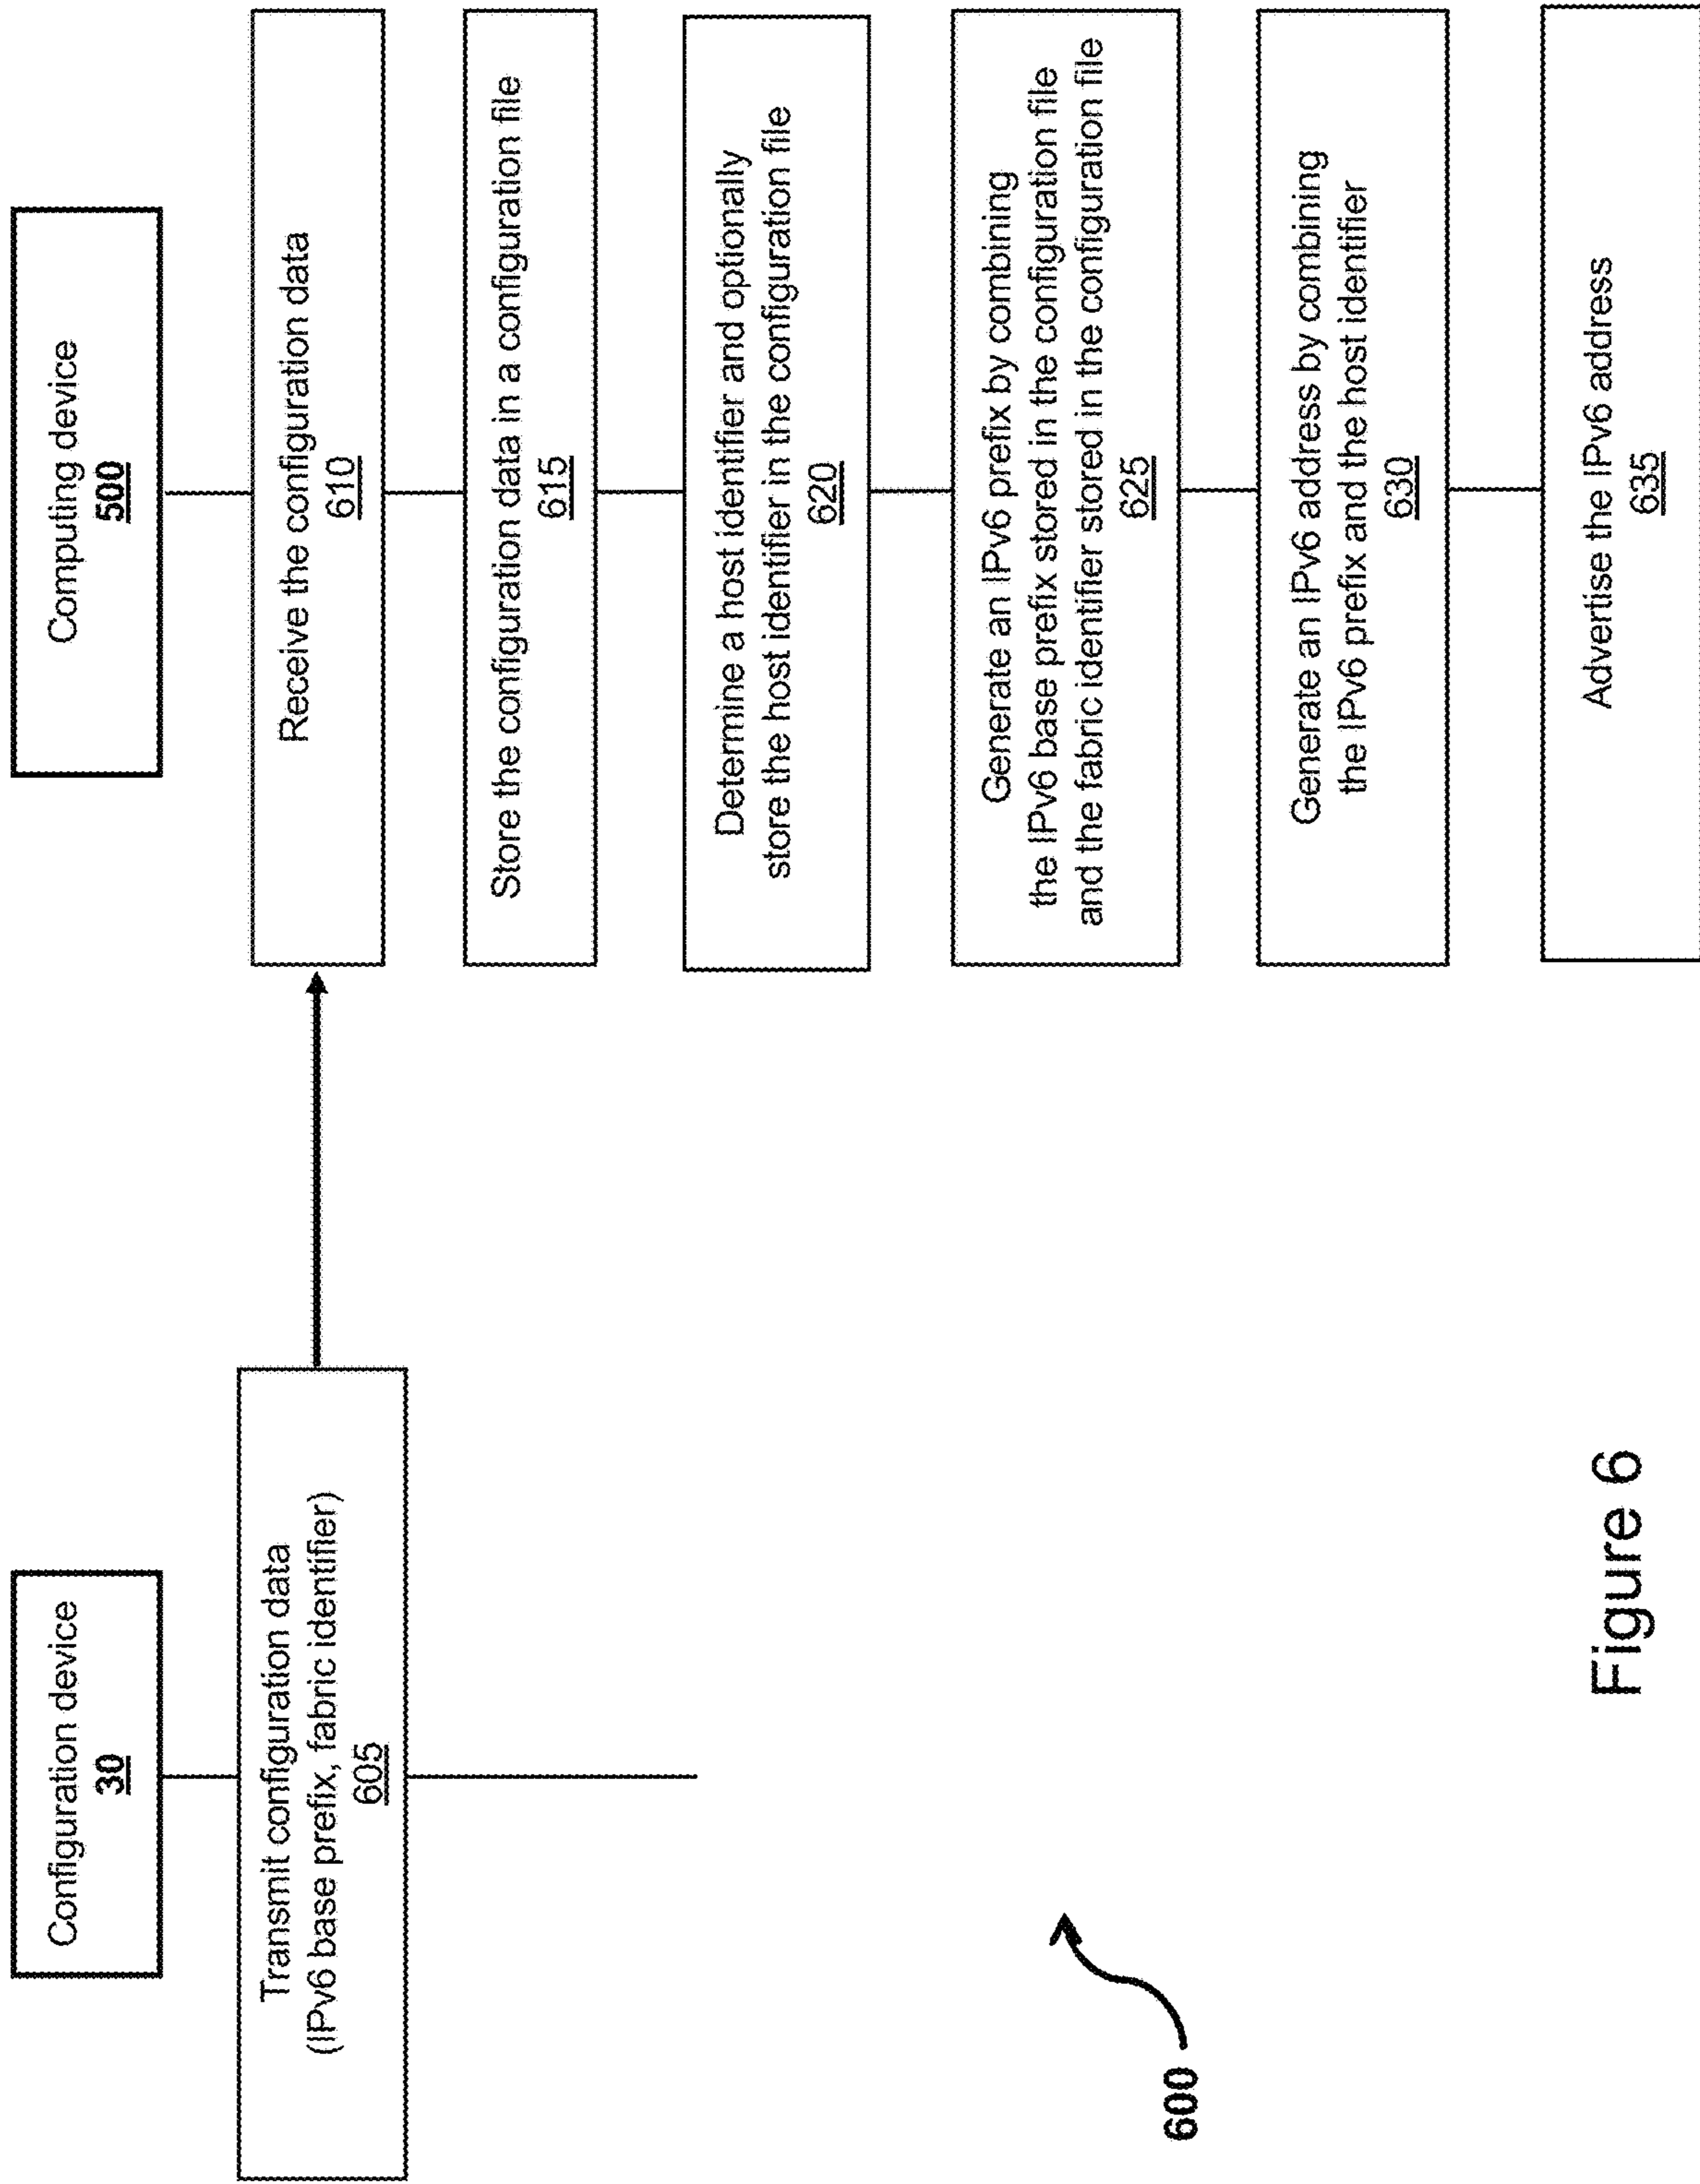 Configuration device
30
Computing device
500
Transmit configuration data
(IPv6 base prefix, fabric identifier)
605
Receive the configuration data
610
Store the configuration data in a configuration file
615
Determine a host identifier and optionally
store the host identifier in the configuration file
620
Generate an IPv6 prefix by combining
the IPv6 base prefix stored in the configuration file
and the fabric identifier stored in the configuration file
625
Generate an IPv6 address by combining
the IPv6 prefix and the host identifier
630
Advertise the IPv6 address
635
600
Figure 6